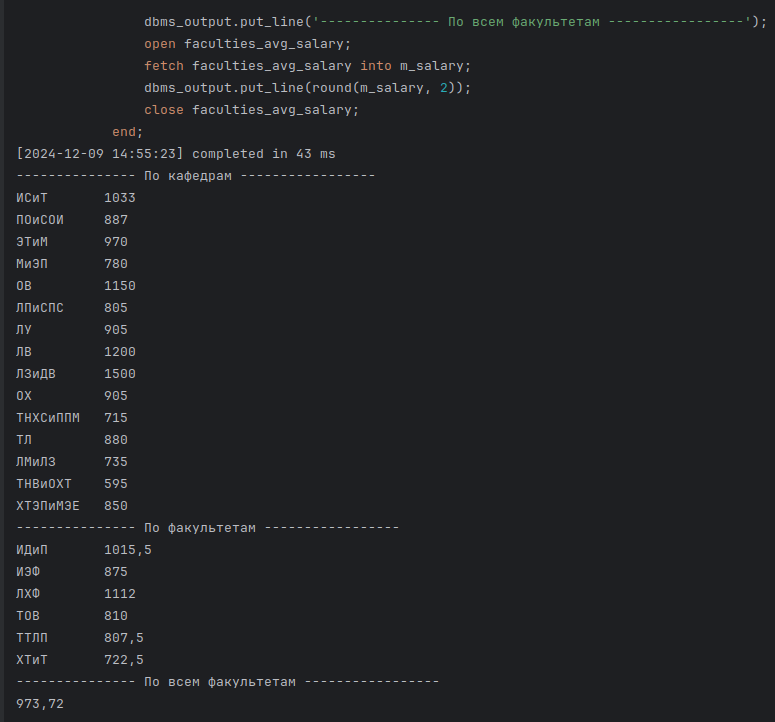 dbms_output.put_line('--------------- По всем факультетам -----------------');
open faculties_avg_salary;
fetch faculties_avg_salary into m_salary;
dbms_output.put_line(round(m_salary, 2));
close faculties_avg_salary;
end;
[2024-12-09 14:55:23] completed in 43 ms
--------------- По кафедрам -----------------
ИСиТ 1033
ПОиСОИ 887
ЭТиМ 970
МиЭП 780
ОВ 1150
ЛПиСПС 805
ЛУ 905
ЛВ 1200
ЛЗиДВ 1500
ОХ 905
ТНХСиППМ 715
ТЛ 880
ЛМиЛЗ 735
ТНВиОХТ 595
ХТЭПиМЭЕ 850
--------------- По факультетам -----------------
ИДиП 1015,5
ИЭФ 875
ЛХФ 1112
ТОВ 810
ТТЛП 807,5
ХТиТ 722,5
--------------- По всем факультетам -----------------
973,72